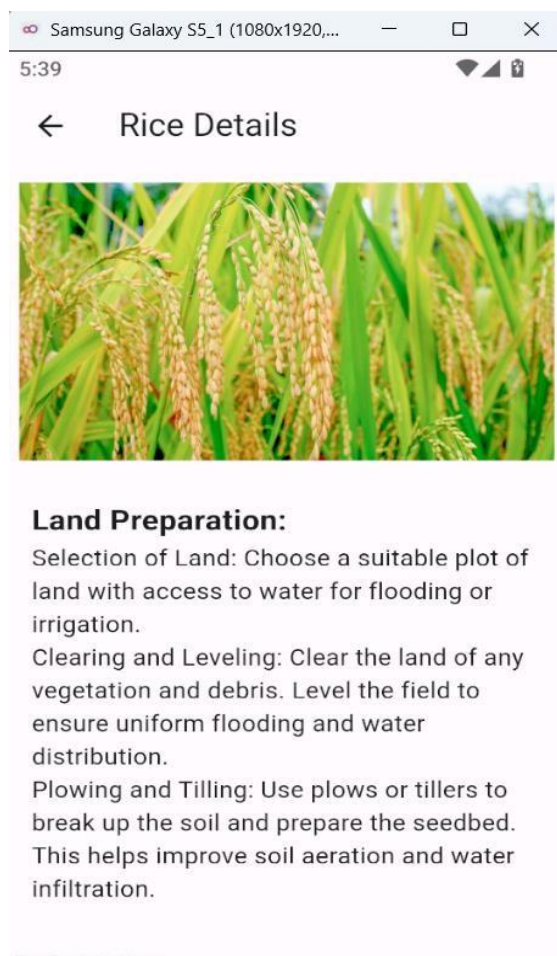 Samsung Galaxy S5_1 (1080x1920,...
5:39
Rice Details
Land Preparation:
Selection of Land: Choose a suitable plot of
land with access to water for flooding or
irrigation.
Clearing and Leveling: Clear the land of any
vegetation and debris. Level the field to
ensure uniform flooding and water
distribution.
Plowing and Tilling: Use plows or tillers to
break up the soil and prepare the seedbed.
This helps improve soil aeration and water
infiltration.